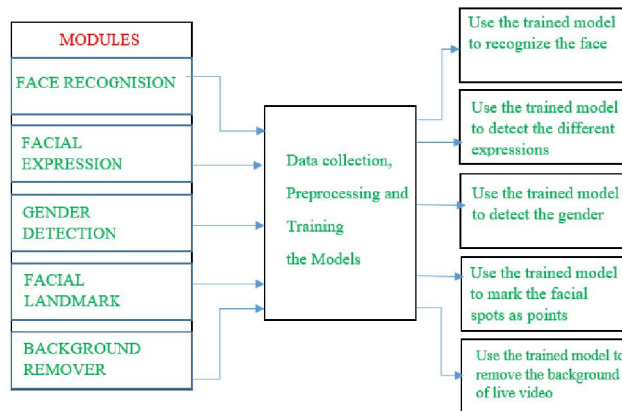 MODULES
FACE RECOGNISION
FACIAL
EXPRESSION
GENDER
DETECTION
FACIAL
LANDMARK
BACKGROUND
REMOVER
Data collection,
Preprocessing and
Training
the Models
Use the trained model
to recognize the face
Use the trained model
to detect the different
expressions
Use the trained model
to detect the gender
Use the trained model
to mark the facial
spots as points
Use the trained model to
remove the background
of live video